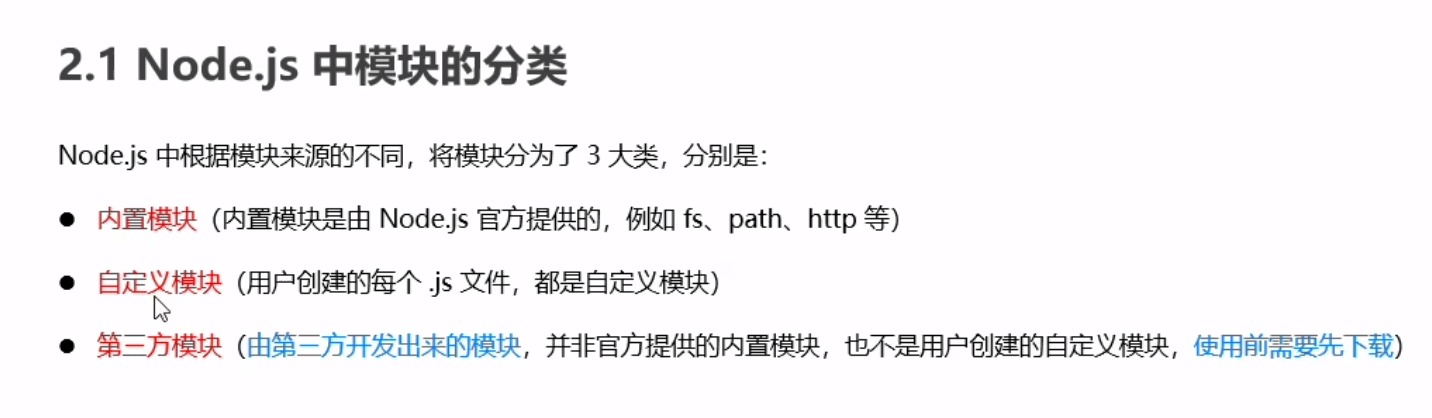 2.1 Node.js 中模块的分类
Node.js 中根据模块来源的不同，将模块分为了 3 大类，分别是：
● 内置模块（内置模块是由 Node.js 官方提供的，例如 fs、path、http 等）
● 自定义模块（用户创建的每个 .js 文件，都是自定义模块）
● 第三方模块（由第三方开发出来的模块，并非官方提供的内置模块，也不是用户创建的自定义模块，使用前需要先下载）